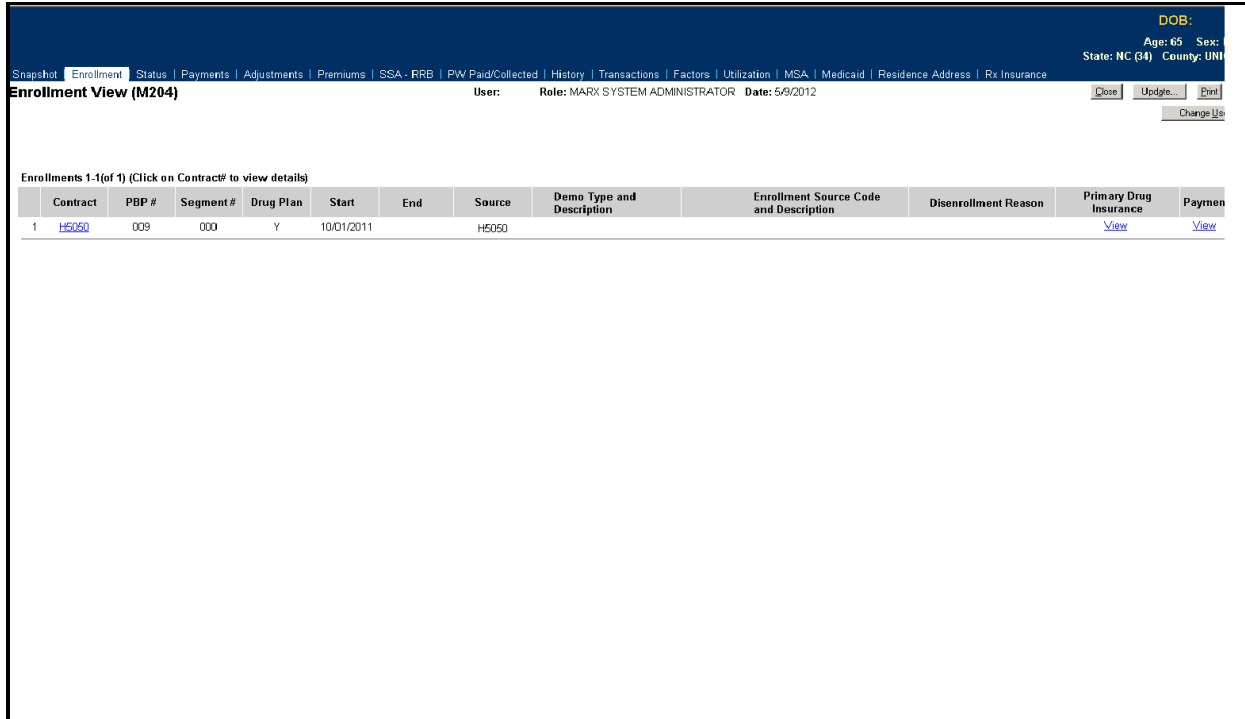 DOB:
Age: 65 Sex:
State: NC (34) County: UNI
Snapshot | Enrollment | Status | Payments | Adjustments | Premiums | SSA - RRB | PW Paid/Collected | History | Transactions | Factors | Utilization | MSA | Medicaid | Residence Address | Rx Insurance
Enrollment View (M204) User: Role: MARX SYSTEM ADMINISTRATOR Date: 5/9/2012 Close Update... Print
Change Us
Enrollments 1-1(of 1) (Click on Contract# to view details)
Contract PBP # Segment # Drug Plan Start End Source Demo Type and Description Enrollment Source Code and Description Disenrollment Reason Primary Drug Insurance Paymen
1 H5050 009 000 Y 10/01/2011 H5050 View View